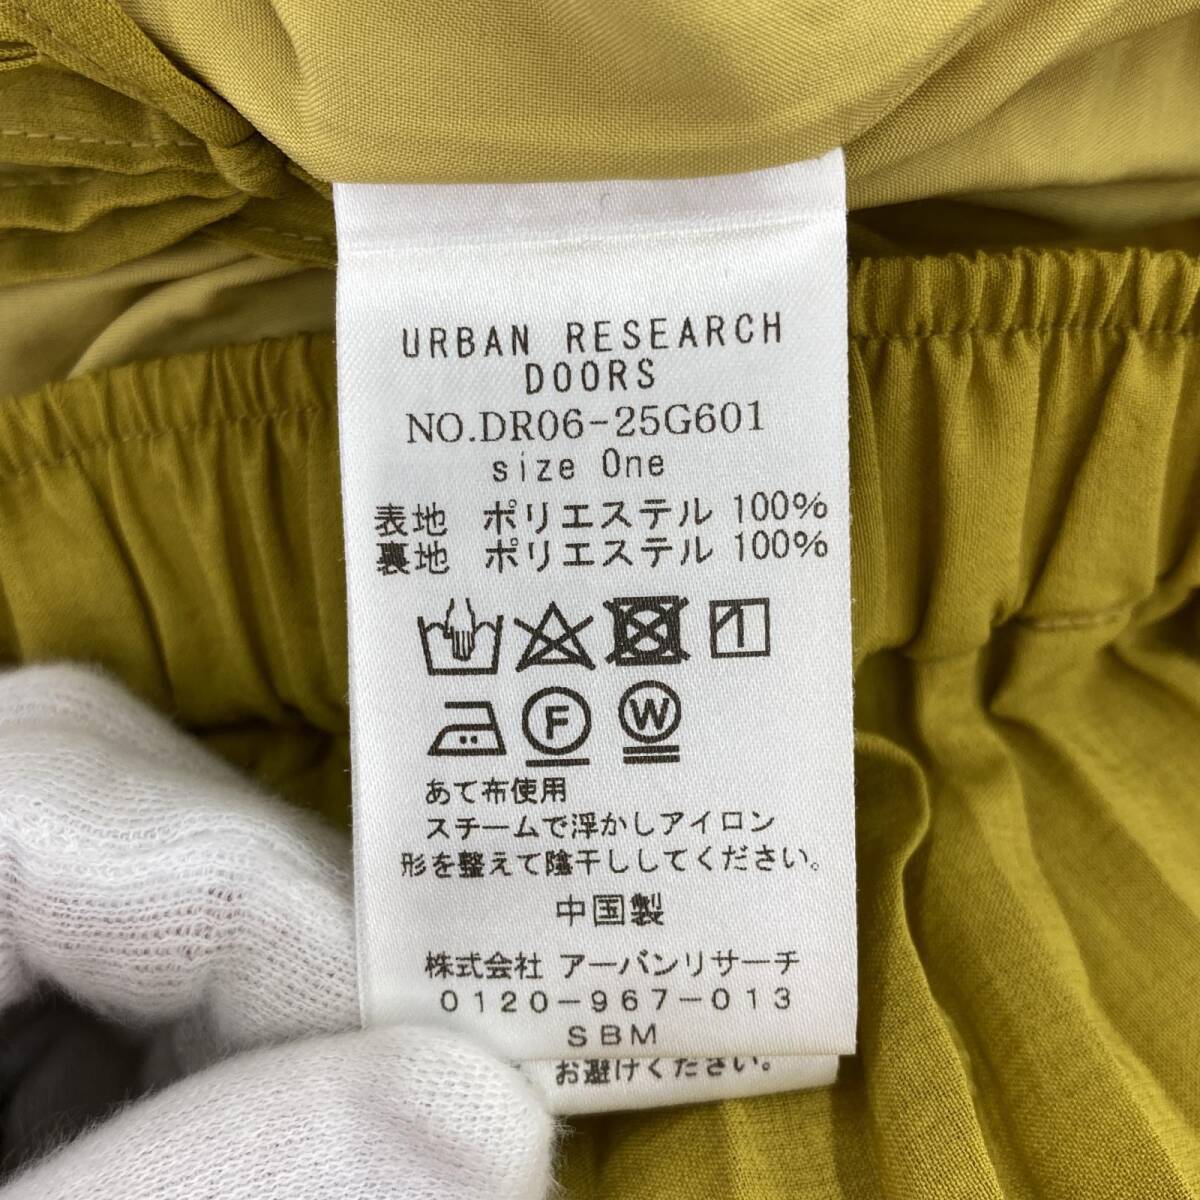 URBAN RESEARCH
DOORS
NO.DR06-25G601
size One
表地 ポリエステル 100%
裏地 ポリエステル 100%
F W
あて布使用
スチームで浮かしアイロン
形を整えて陰干ししてください。
中国製
株式会社 アーバンリサーチ
0120-967-013
SBM
お避けください。